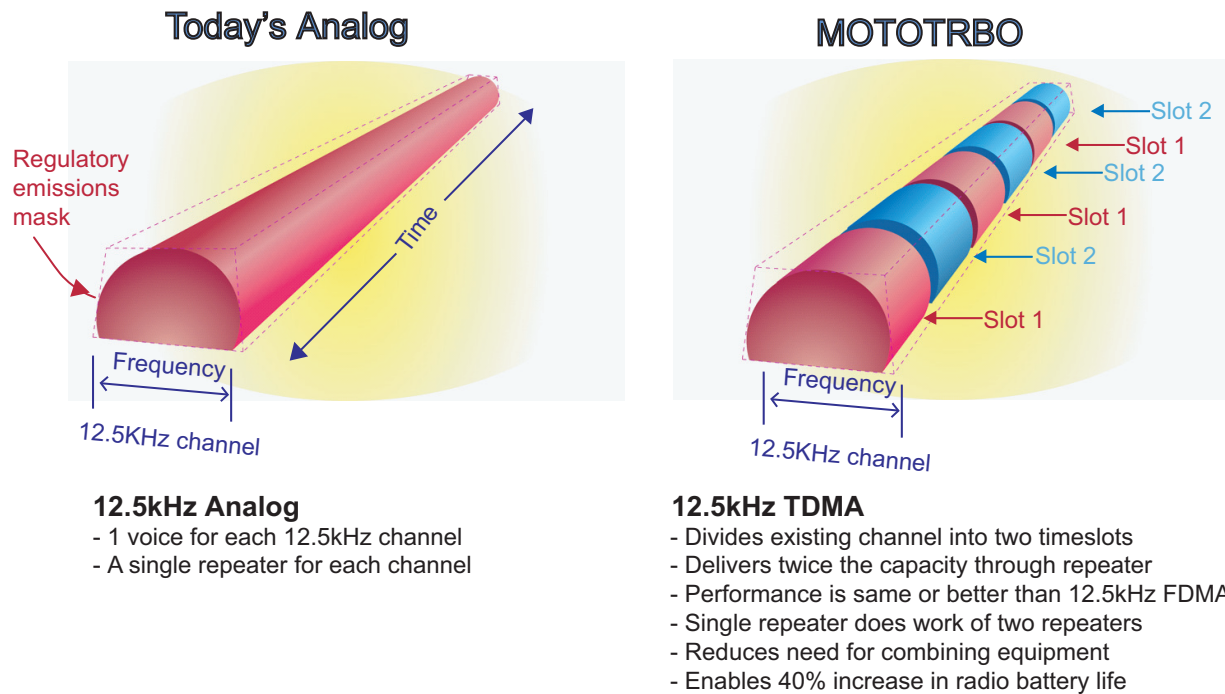 Today's Analog
Regulatory
emissions
mask
Time
Frequency
12.5KHz channel
12.5kHz Analog
- 1 voice for each 12.5kHz channel
- A single repeater for each channel
MOTOTRBO
Slot 2
Slot 1
Slot 2
Slot 1
Slot 2
Slot 1
Frequency
12.5KHz channel
12.5kHz TDMA
- Divides existing channel into two timeslots
- Delivers twice the capacity through repeater
- Performance is same or better than 12.5kHz FDMA
- Single repeater does work of two repeaters
- Reduces need for combining equipment
- Enables 40% increase in radio battery life